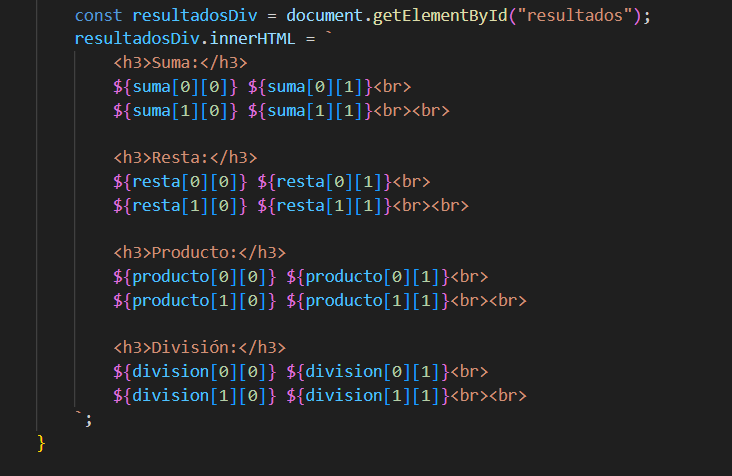 const resultadosDiv = document.getElementById("resultados");
resultadosDiv.innerHTML = `
<h3>Suma:</h3>
${suma[0][0]} ${suma[0][1]}<br>
${suma[1][0]} ${suma[1][1]}<br><br>
<h3>Resta:</h3>
${resta[0][0]} ${resta[0][1]}<br>
${resta[1][0]} ${resta[1][1]}<br><br>
<h3>Producto:</h3>
${producto[0][0]} ${producto[0][1]}<br>
${producto[1][0]} ${producto[1][1]}<br><br>
<h3>División:</h3>
${division[0][0]} ${division[0][1]}<br>
${division[1][0]} ${division[1][1]}<br><br>
`;
}